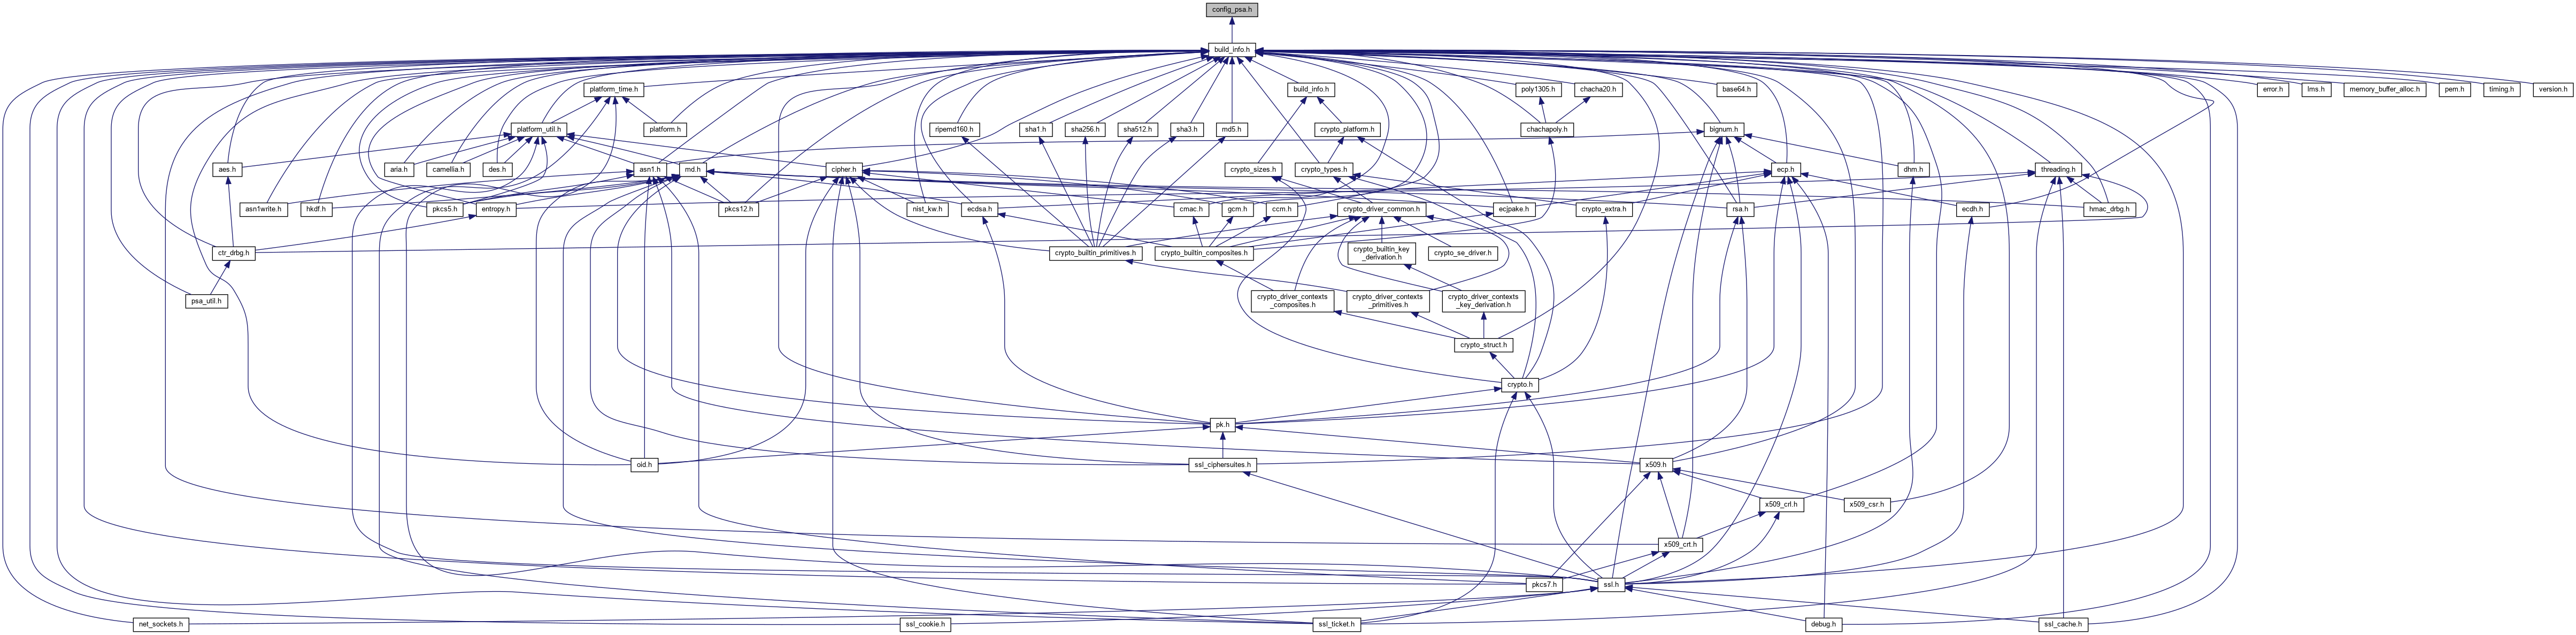 config_psa.h
build_info.h
platform_time.h
build_info.h
poly1305.h
chacha20.h
base64.h
error.h
lms.h
memory_buffer_alloc.h
pem.h
timing.h
version.h
platform_util.h
platform.h
ripemd160.h
sha1.h
sha256.h
sha512.h
sha3.h
md5.h
crypto_platform.h
chachapoly.h
bignum.h
aes.h
aria.h
camellia.h
des.h
asn1.h
md.h
cipher.h
crypto_sizes.h
crypto_types.h
ecp.h
dhm.h
threading.h
asn1write.h
hkdf.h
pkcs5.h
entropy.h
pkcs12.h
nist_kw.h
ecdsa.h
cmac.h
gcm.h
ccm.h
crypto_driver_common.h
ecjpake.h
crypto_extra.h
rsa.h
ecdh.h
hmac_drbg.h
ctr_drbg.h
crypto_builtin_primitives.h
crypto_builtin_composites.h
crypto_builtin_key
_derivation.h
crypto_se_driver.h
psa_util.h
crypto_driver_contexts
_composites.h
crypto_driver_contexts
_primitives.h
crypto_driver_contexts
_key_derivation.h
crypto_struct.h
crypto.h
pk.h
oid.h
ssl_ciphersuites.h
x509.h
x509_crl.h
x509_csr.h
x509_crt.h
pkcs7.h
ssl.h
net_sockets.h
ssl_cookie.h
ssl_ticket.h
debug.h
ssl_cache.h